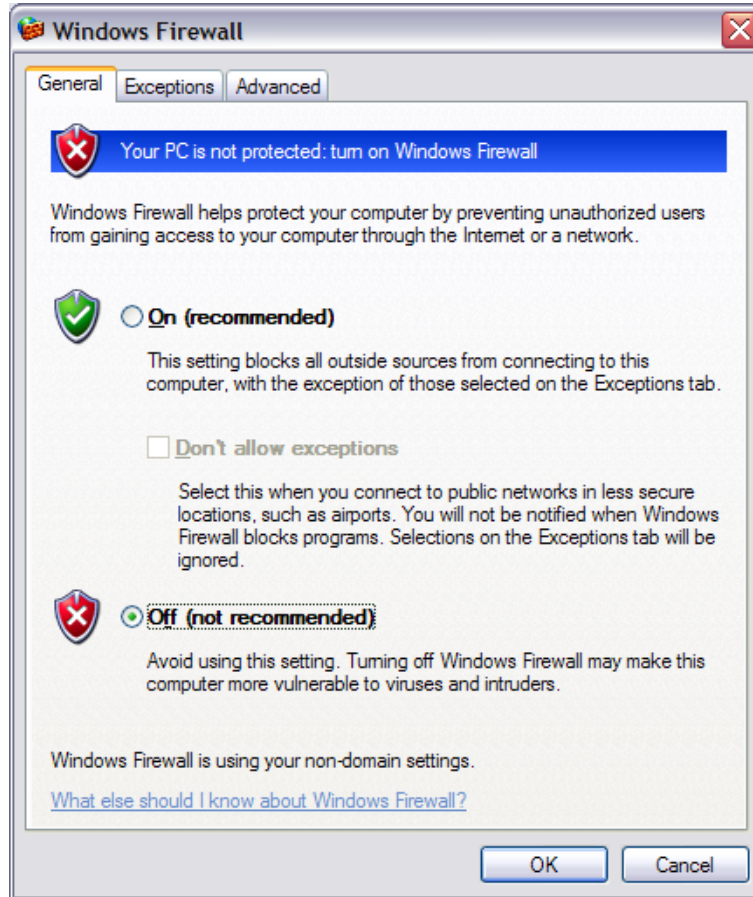 Windows Firewall
General Exceptions Advanced
Your PC is not protected: turn on Windows Firewall
Windows Firewall helps protect your computer by preventing unauthorized users
from gaining access to your computer through the Internet or a network.
On (recommended)
This setting blocks all outside sources from connecting to this
computer, with the exception of those selected on the Exceptions tab.
Don't allow exceptions
Select this when you connect to public networks in less secure
locations, such as airports. You will not be notified when Windows
Firewall blocks programs. Selections on the Exceptions tab will be
ignored.
Off (not recommended)
Avoid using this setting. Turning off Windows Firewall may make this
computer more vulnerable to viruses and intruders.
Windows Firewall is using your non-domain settings.
What else should I know about Windows Firewall?
OK Cancel